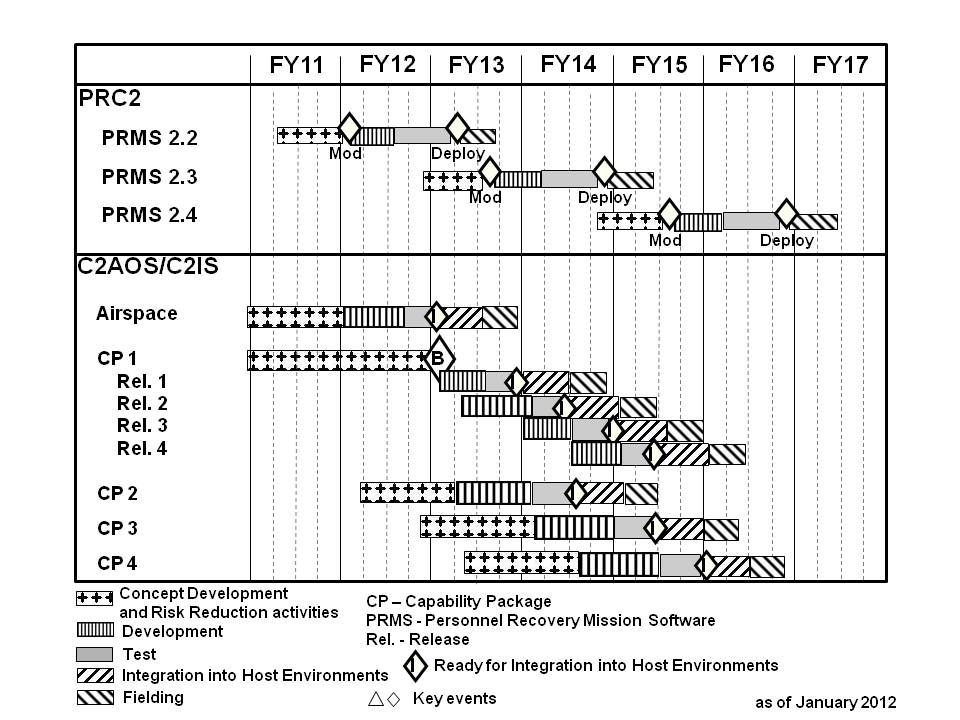 FY11 FY12 FY13 FY14 FY15 FY16 FY17
PRC2
PRMS 2.2
Mod Deploy
PRMS 2.3
Mod Deploy
PRMS 2.4
Mod Deploy
C2AOS/C2IS
Airspace I
CP 1 B
Rel. 1 I
Rel. 2 I
Rel. 3 I
Rel. 4 I
CP 2 I
CP 3 I
CP 4 I
Concept Development
and Risk Reduction activities
Development
Test
Integration into Host Environments
Fielding
CP – Capability Package
PRMS - Personnel Recovery Mission Software
Rel. - Release
I Ready for Integration into Host Environments
Key events
as of January 2012